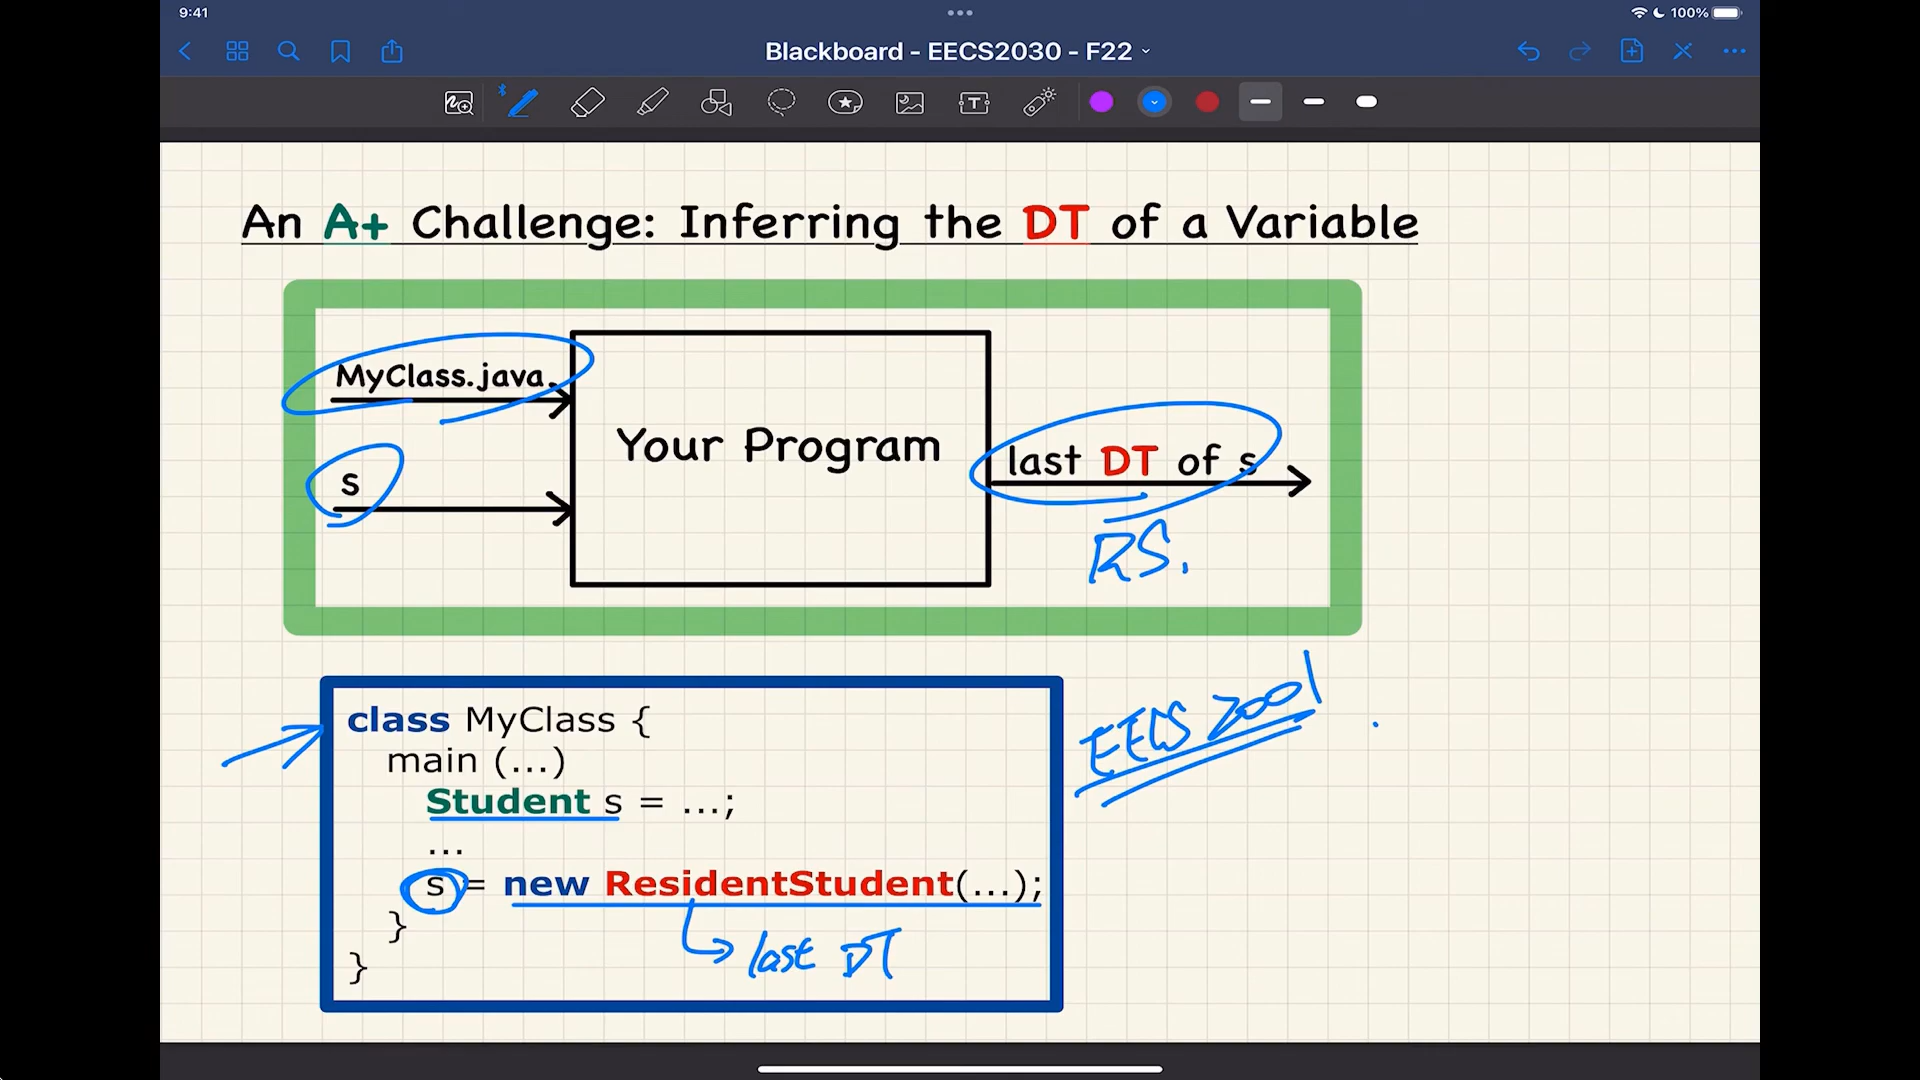 9:41
100%
Blackboard - EECS2030 - F22
An A+ Challenge: Inferring the DT of a Variable
MyClass.java
s
Your Program
last DT of s
RS.
class MyClass {
main (...)
Student s = ...;
...
s = new ResidentStudent(...);
}
}
last DT
EECS 2001